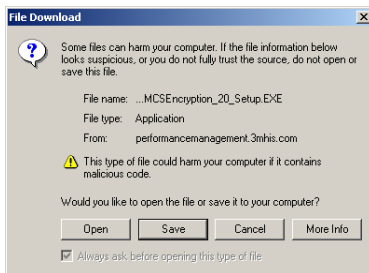 File Download
Some files can harm your computer. If the file information below
looks suspicious, or you do not fully trust the source, do not open or
save this file.
File name: ...MCSEncryption_20_Setup.EXE
File type: Application
From: performancemanagement.3mhis.com
This type of file could harm your computer if it contains
malicious code.
Would you like to open the file or save it to your computer?
Open Save Cancel More Info
Always ask before opening this type of file